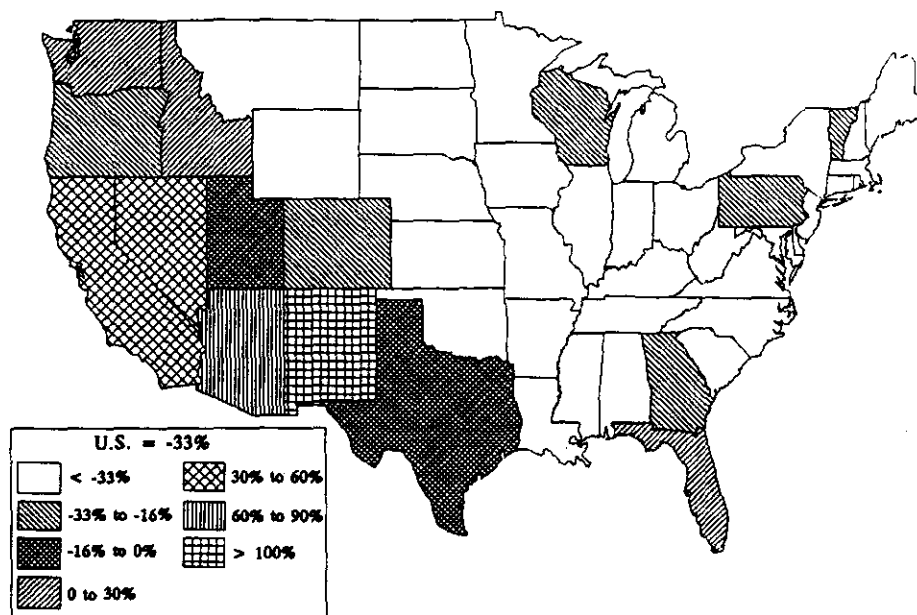 U.S. = -33%
< -33%
30% to 60%
-33% to -16%
60% to 90%
-16% to 0%
> 100%
0 to 30%